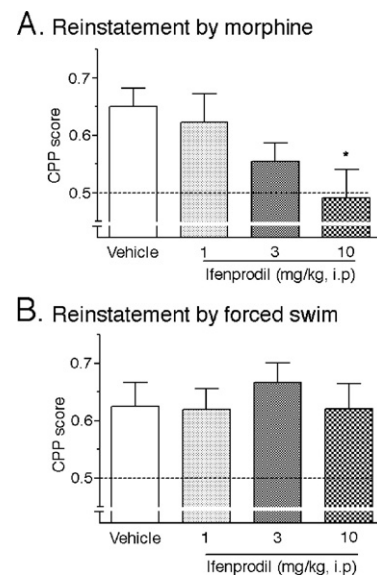 A. Reinstatement by morphine
CPP score
0.7
0.6
0.5
*
Vehicle 1 3 10
Ifenprodil (mg/kg, i.p)
B. Reinstatement by forced swim
CPP score
0.7
0.6
0.5
Vehicle 1 3 10
Ifenprodil (mg/kg, i.p)